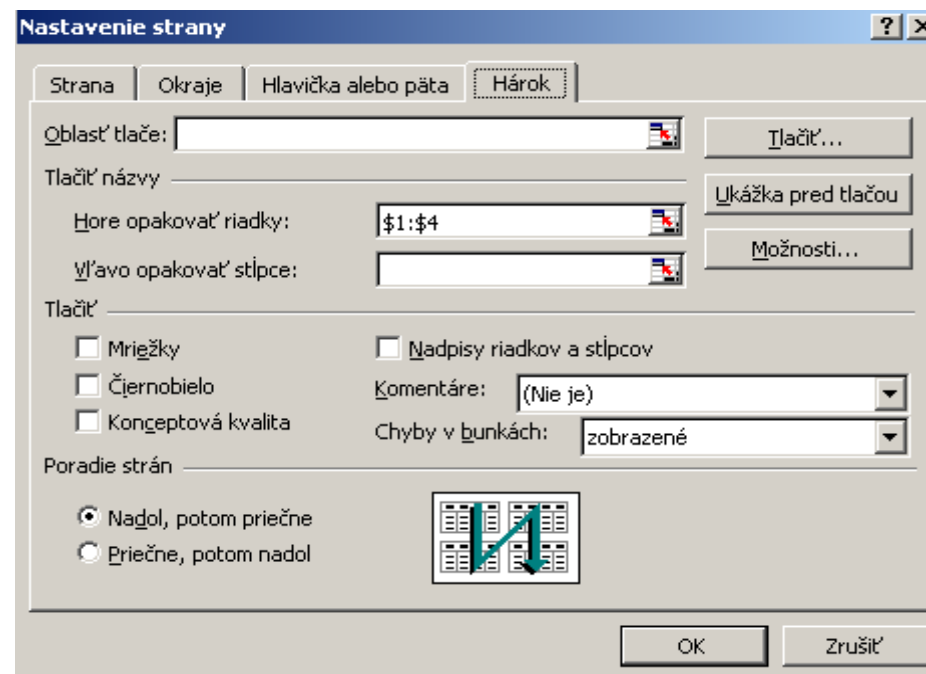 Nastavenie strany
Strana Okraje Hlavička alebo päta Hárok
Oblasť tlače: Tlačiť...
Tlačiť názvy
Ukážka pred tlačou
Hore opakovať riadky: $1:$4
Možnosti...
Vľavo opakovať stĺpce:
Tlačiť
Mriežky Nadpisy riadkov a stĺpcov
Čiernobielo Komentáre: (Nie je)
Konceptová kvalita Chyby v bunkách: zobrazené
Poradie strán
Nadol, potom priečne
Priečne, potom nadol
OK Zrušiť